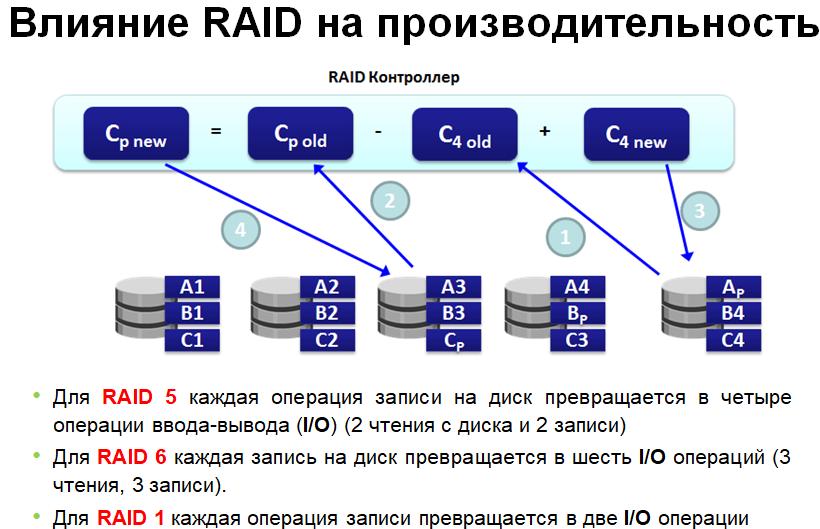 Влияние RAID на производительность
RAID Контроллер
Cp new = Cp old - C4 old + C4 new
2
4
1
3
A1 A2 A3 A4 AP
B1 B2 B3 BP B4
C1 C2 CP C3 C4
• Для RAID 5 каждая операция записи на диск превращается в четыре
операции ввода-вывода (I/O) (2 чтения с диска и 2 записи)
• Для RAID 6 каждая запись на диск превращается в шесть I/O операций (3
чтения, 3 записи).
• Для RAID 1 каждая операция записи превращается в две I/O операции